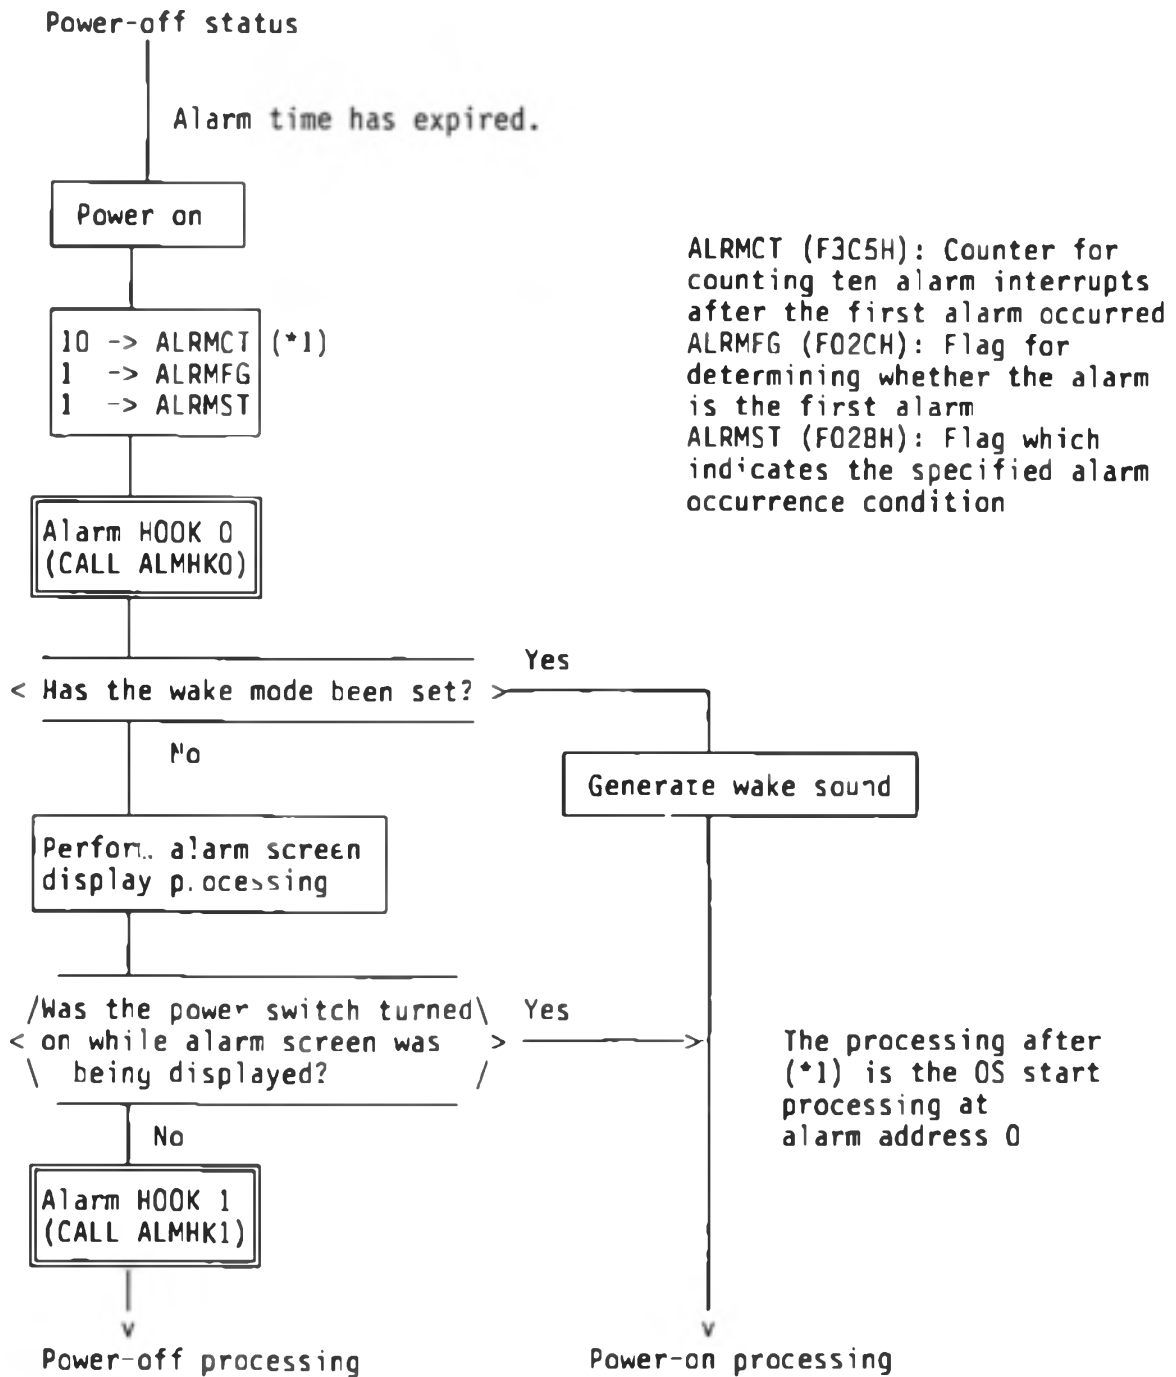 Power-off status
Alarm time has expired.
Power on
10 -> ALRMCT (*1)
1 -> ALRMFG
1 -> ALRMST
ALRMCT (F3C5H): Counter for
counting ten alarm interrupts
after the first alarm occurred
ALRMFG (F02CH): Flag for
determining whether the alarm
is the first alarm
ALRMST (F02BH): Flag which
indicates the specified alarm
occurrence condition
Alarm HOOK 0
(CALL ALMHK0)
< Has the wake mode been set? >
Yes
No
Generate wake sound
Perform alarm screen
display processing
/Was the power switch turned\
< on while alarm screen was >
\ being displayed? /
Yes
No
The processing after
(*1) is the OS start
processing at
alarm address 0
Alarm HOOK 1
(CALL ALMHK1)
v
v
Power-off processing
Power-on processing